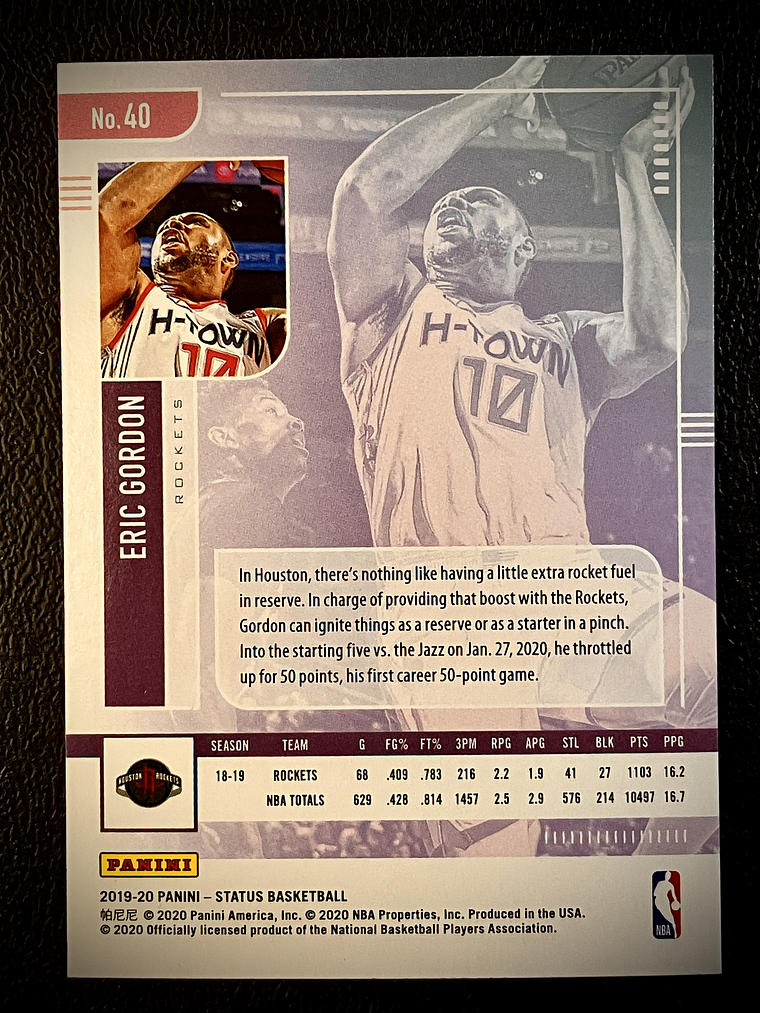 No. 40
PAN
H-TOWN
10
H-TOWN
10
ERIC GORDON
ROCKETS
In Houston, there's nothing like having a little extra rocket fuel
in reserve. In charge of providing that boost with the Rockets,
Gordon can ignite things as a reserve or as a starter in a pinch.
Into the starting five vs. the Jazz on Jan. 27, 2020, he throttled
up for 50 points, his first career 50-point game.
SEASON TEAM G FG% FT% 3PM RPG APG STL BLK PTS PPG
18-19 ROCKETS 68 .409 .783 216 2.2 1.9 41 27 1103 16.2
NBA TOTALS 629 .428 .814 1457 2.5 2.9 576 214 10497 16.7
HOUSTON ROCKETS
PANINI
2019-20 PANINI – STATUS BASKETBALL
帕尼尼 © 2020 Panini America, Inc. © 2020 NBA Properties, Inc. Produced in the USA.
© 2020 Officially licensed product of the National Basketball Players Association.
NBA